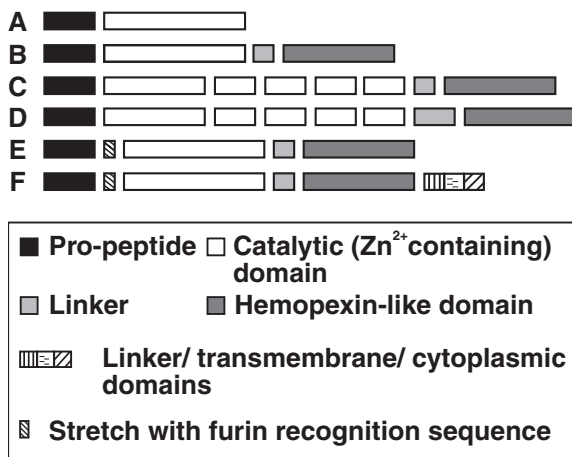 A
B
C
D
E
F
Pro-peptide
Catalytic (Zn²⁺containing) domain
Linker
Hemopexin-like domain
Linker/ transmembrane/ cytoplasmic
domains
Stretch with furin recognition sequence